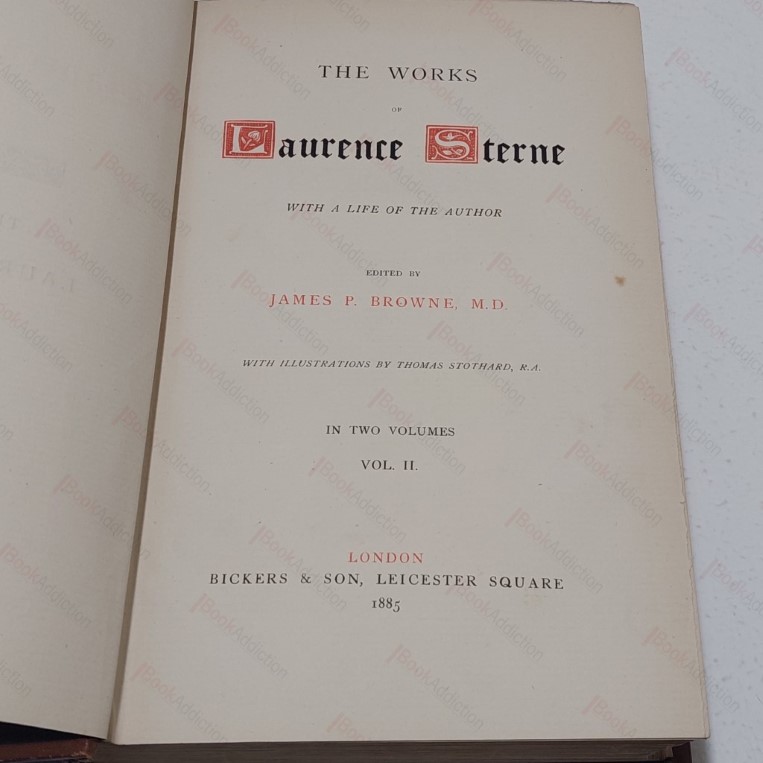 THE WORKS
OF
Laurence Sterne
WITH A LIFE OF THE AUTHOR
EDITED BY
JAMES P. BROWNE, M.D.
WITH ILLUSTRATIONS BY THOMAS STOTHARD, R.A.
IN TWO VOLUMES
VOL. II.
LONDON
BICKERS & SON, LEICESTER SQUARE
1885
iBookAddiction